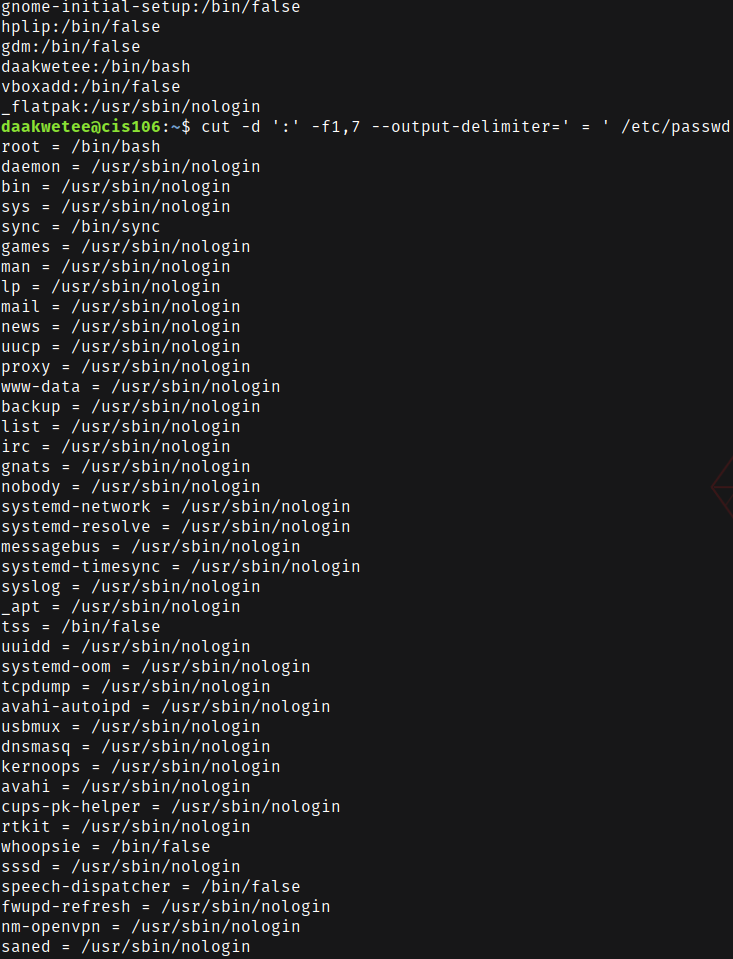 gnome-initial-setup:/bin/false
hplip:/bin/false
gdm:/bin/false
daakwetee:/bin/bash
vboxadd:/bin/false
_flatpak:/usr/sbin/nologin
daakwetee@cis106:~$ cut -d ':' -f1,7 --output-delimiter=' = ' /etc/passwd
root = /bin/bash
daemon = /usr/sbin/nologin
bin = /usr/sbin/nologin
sys = /usr/sbin/nologin
sync = /bin/sync
games = /usr/sbin/nologin
man = /usr/sbin/nologin
lp = /usr/sbin/nologin
mail = /usr/sbin/nologin
news = /usr/sbin/nologin
uucp = /usr/sbin/nologin
proxy = /usr/sbin/nologin
www-data = /usr/sbin/nologin
backup = /usr/sbin/nologin
list = /usr/sbin/nologin
irc = /usr/sbin/nologin
gnats = /usr/sbin/nologin
nobody = /usr/sbin/nologin
systemd-network = /usr/sbin/nologin
systemd-resolve = /usr/sbin/nologin
messagebus = /usr/sbin/nologin
systemd-timesync = /usr/sbin/nologin
syslog = /usr/sbin/nologin
_apt = /usr/sbin/nologin
tss = /bin/false
uuidd = /usr/sbin/nologin
systemd-oom = /usr/sbin/nologin
tcpdump = /usr/sbin/nologin
avahi-autoipd = /usr/sbin/nologin
usbmux = /usr/sbin/nologin
dnsmasq = /usr/sbin/nologin
kernoops = /usr/sbin/nologin
avahi = /usr/sbin/nologin
cups-pk-helper = /usr/sbin/nologin
rtkit = /usr/sbin/nologin
whoopsie = /bin/false
sssd = /usr/sbin/nologin
speech-dispatcher = /bin/false
fwupd-refresh = /usr/sbin/nologin
nm-openvpn = /usr/sbin/nologin
saned = /usr/sbin/nologin